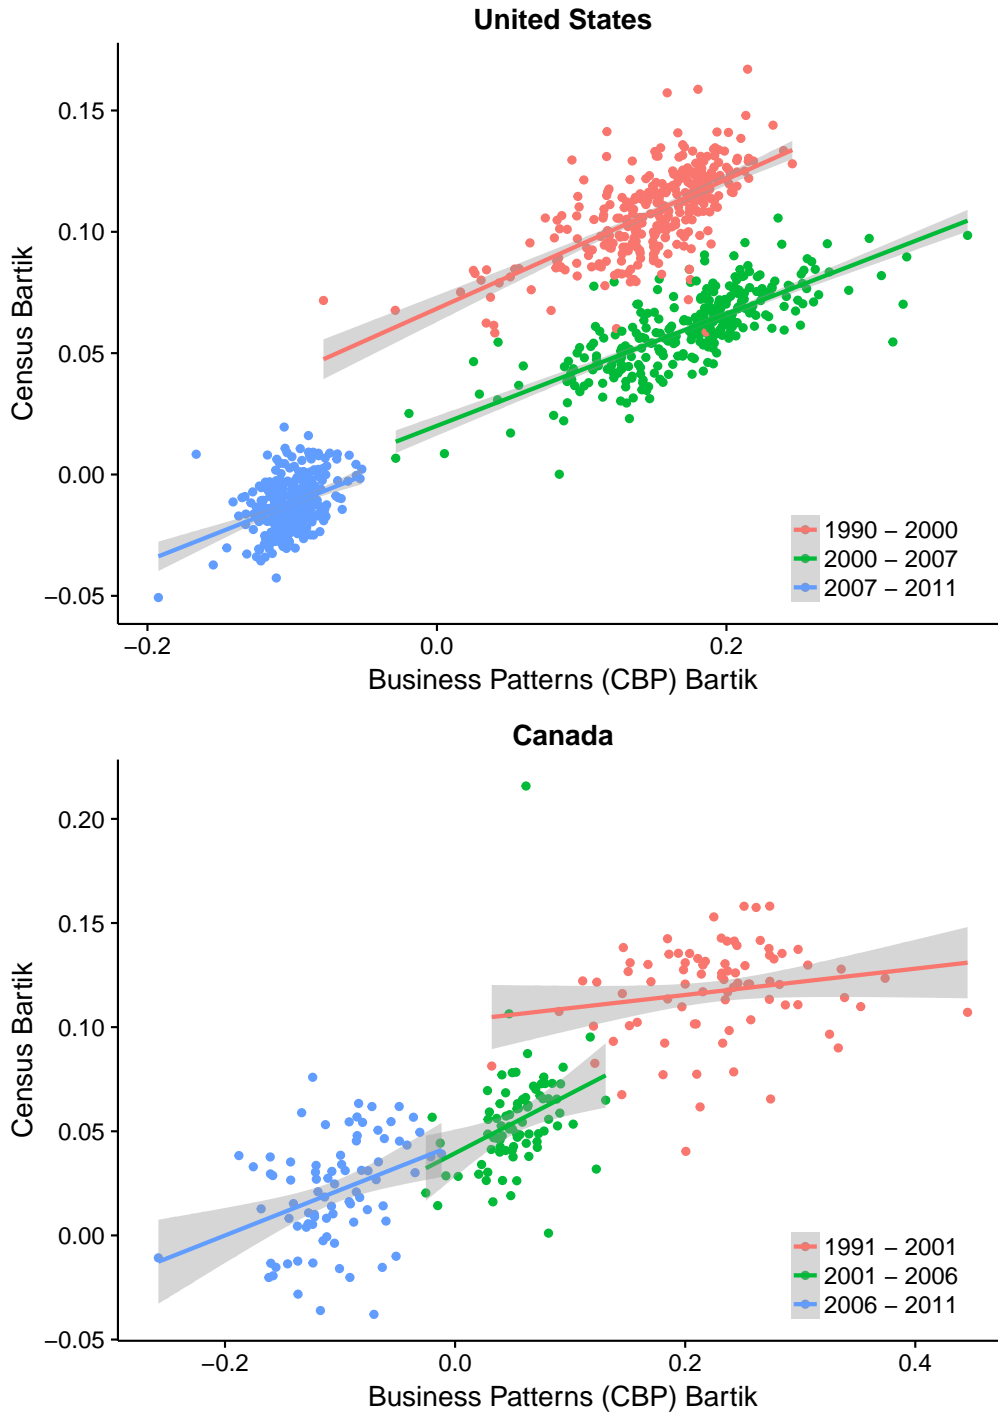 United States
0.15
0.10
0.05
0.00
−0.05
Census Bartik
1990 − 2000
2000 − 2007
2007 − 2011
−0.2 0.0 0.2
Business Patterns (CBP) Bartik
Canada
0.20
0.15
0.10
0.05
0.00
−0.05
Census Bartik
1991 − 2001
2001 − 2006
2006 − 2011
−0.2 0.0 0.2 0.4
Business Patterns (CBP) Bartik